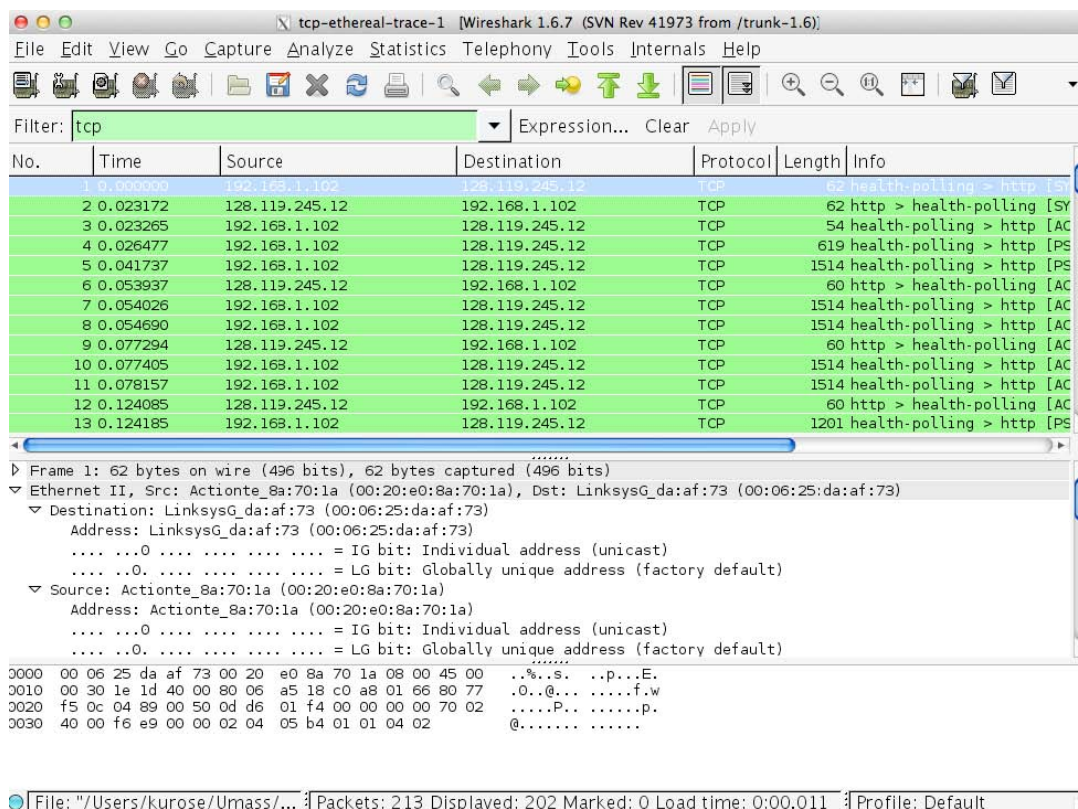 tcp-ethereal-trace-1 [Wireshark 1.6.7 (SVN Rev 41973 from /trunk-1.6)]
File Edit View Go Capture Analyze Statistics Telephony Tools Internals Help
Filter: tcp Expression... Clear Apply
No. Time Source Destination Protocol Length Info
1 0.000000 192.168.1.102 128.119.245.12 TCP 62 health-polling > http [SY
2 0.023172 128.119.245.12 192.168.1.102 TCP 62 http > health-polling [SY
3 0.023265 192.168.1.102 128.119.245.12 TCP 54 health-polling > http [AC
4 0.026477 192.168.1.102 128.119.245.12 TCP 619 health-polling > http [PS
5 0.041737 192.168.1.102 128.119.245.12 TCP 1514 health-polling > http [PS
6 0.053937 128.119.245.12 192.168.1.102 TCP 60 http > health-polling [AC
7 0.054026 192.168.1.102 128.119.245.12 TCP 1514 health-polling > http [AC
8 0.054690 192.168.1.102 128.119.245.12 TCP 1514 health-polling > http [AC
9 0.077294 128.119.245.12 192.168.1.102 TCP 60 http > health-polling [AC
10 0.077405 192.168.1.102 128.119.245.12 TCP 1514 health-polling > http [AC
11 0.078157 192.168.1.102 128.119.245.12 TCP 1514 health-polling > http [AC
12 0.124085 128.119.245.12 192.168.1.102 TCP 60 http > health-polling [AC
13 0.124185 192.168.1.102 128.119.245.12 TCP 1201 health-polling > http [PS
Frame 1: 62 bytes on wire (496 bits), 62 bytes captured (496 bits)
Ethernet II, Src: Actionte_8a:70:1a (00:20:e0:8a:70:1a), Dst: LinksysG_da:af:73 (00:06:25:da:af:73)
Destination: LinksysG_da:af:73 (00:06:25:da:af:73)
Address: LinksysG_da:af:73 (00:06:25:da:af:73)
.... ...0 .... .... .... .... = IG bit: Individual address (unicast)
.... ..0. .... .... .... .... = LG bit: Globally unique address (factory default)
Source: Actionte_8a:70:1a (00:20:e0:8a:70:1a)
Address: Actionte_8a:70:1a (00:20:e0:8a:70:1a)
.... ...0 .... .... .... .... = IG bit: Individual address (unicast)
.... ..0. .... .... .... .... = LG bit: Globally unique address (factory default)
0000 00 06 25 da af 73 00 20 e0 8a 70 1a 08 00 45 00 ..%..s. ..p...E.
0010 00 30 1e 1d 40 00 80 06 a5 18 c0 a8 01 66 80 77 .0..@... .....f.w
0020 f5 0c 04 89 00 50 0d d6 01 f4 00 00 00 00 70 02 .....P.. ......p.
0030 40 00 f6 e9 00 00 02 04 05 b4 01 01 04 02 @....... ......
File: "/Users/kurose/Umass/... Packets: 213 Displayed: 202 Marked: 0 Load time: 0:00.011 Profile: Default